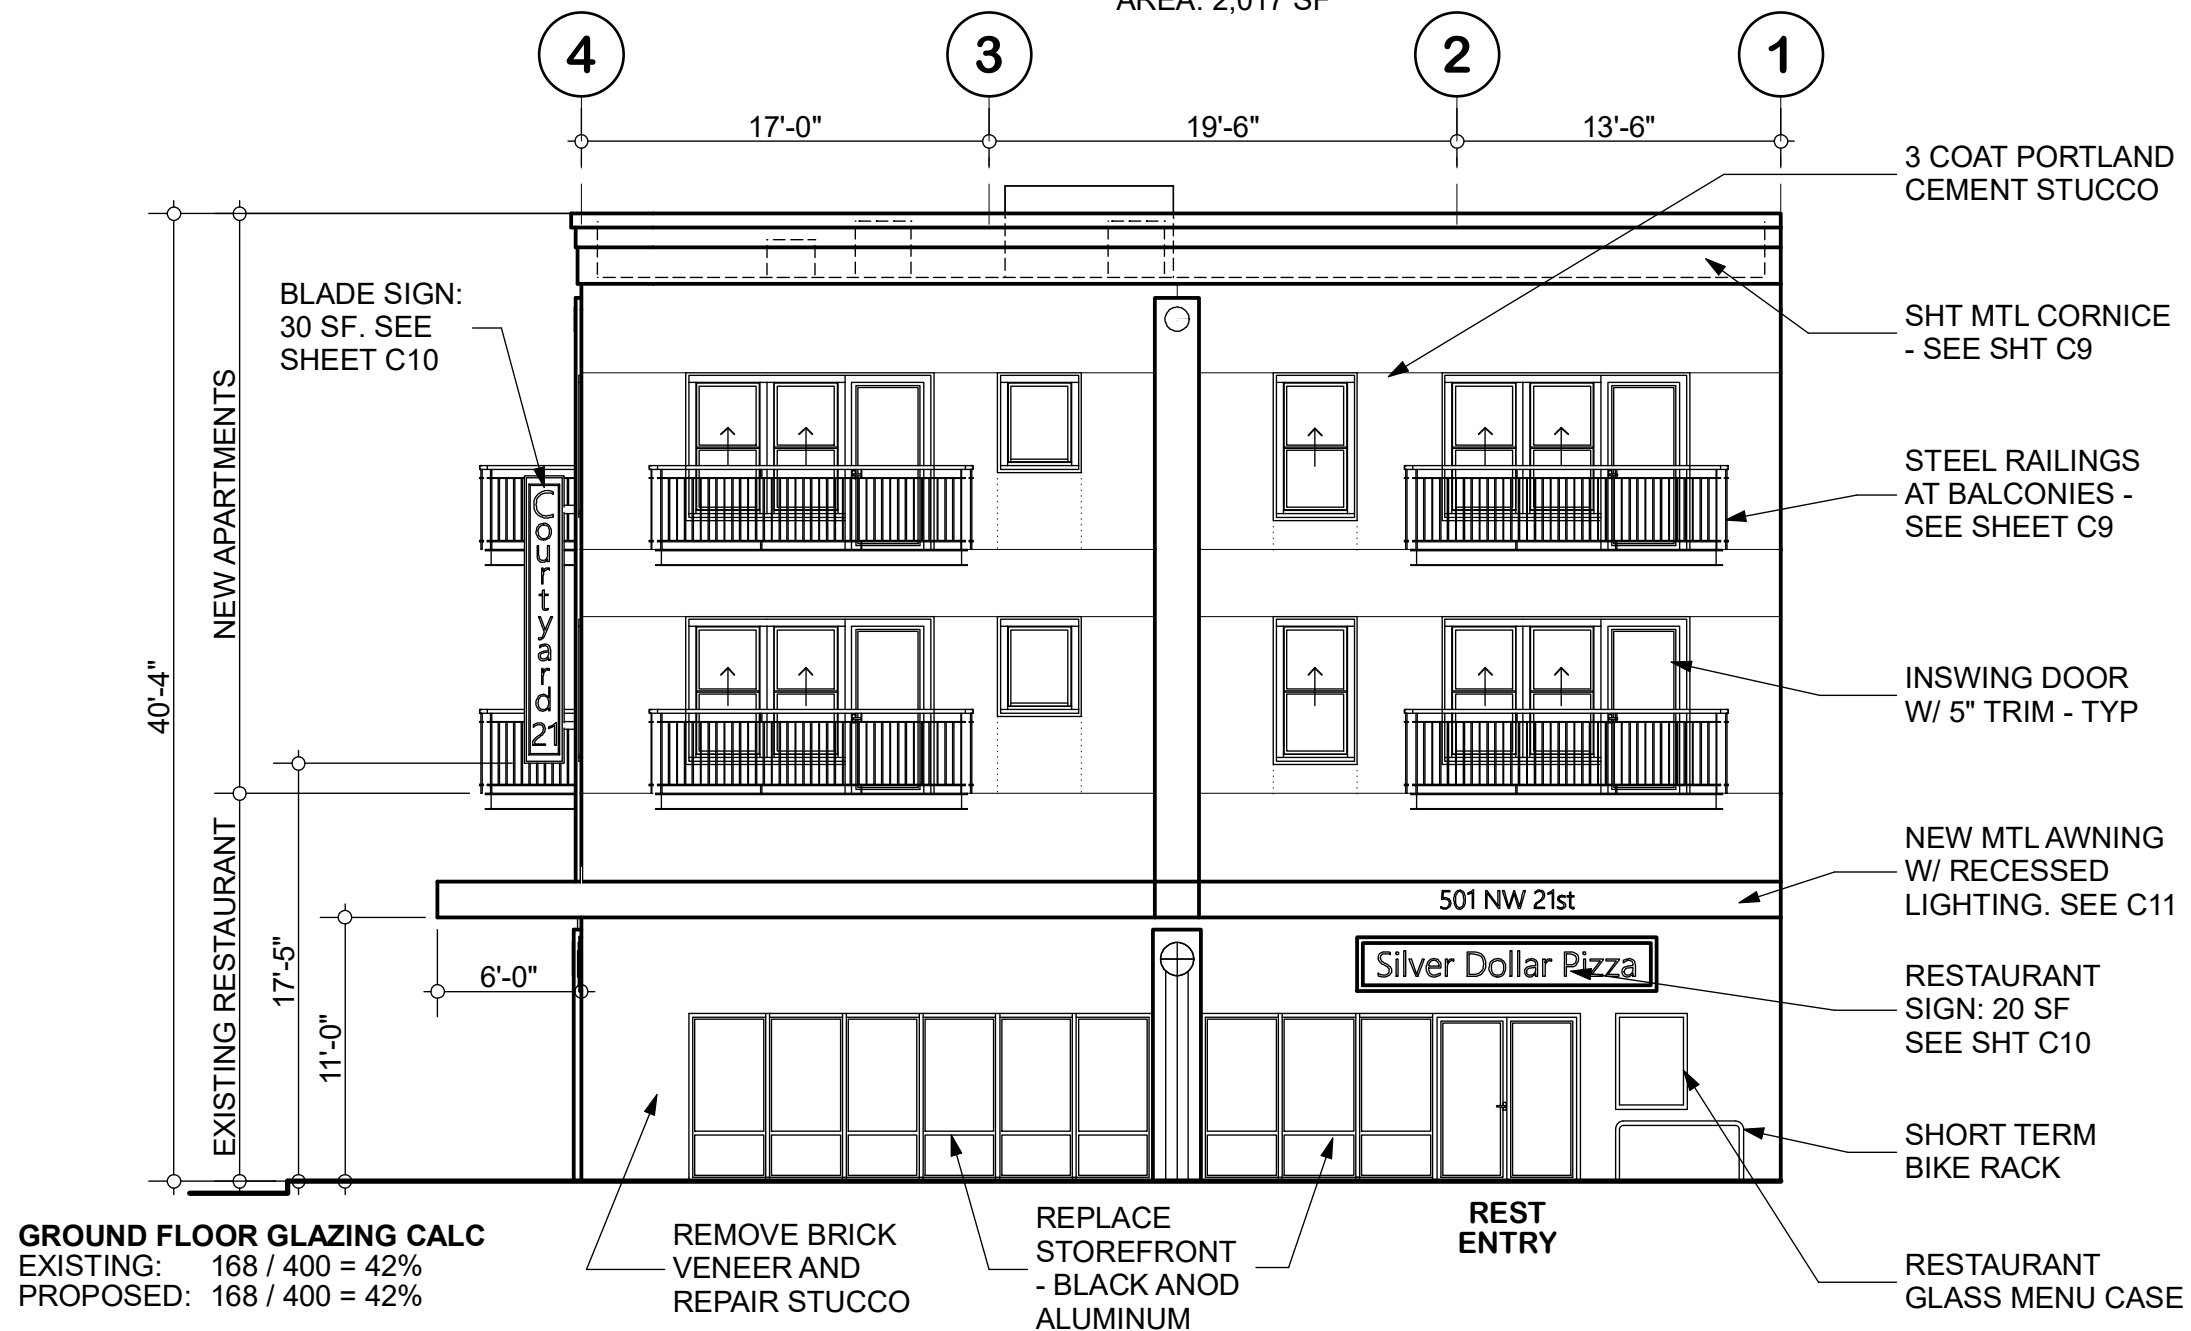 AREA: 2,017 SF
4
3
2
1
17'-0"
19'-6"
13'-6"
3 COAT PORTLAND
CEMENT STUCCO
SHT MTL CORNICE
- SEE SHT C9
STEEL RAILINGS
AT BALCONIES -
SEE SHEET C9
INSWING DOOR
W/ 5" TRIM - TYP
NEW MTL AWNING
W/ RECESSED
LIGHTING. SEE C11
RESTAURANT
SIGN: 20 SF
SEE SHT C10
SHORT TERM
BIKE RACK
RESTAURANT
GLASS MENU CASE
BLADE SIGN:
30 SF. SEE
SHEET C10
NEW APARTMENTS
EXISTING RESTAURANT
40'-4"
17'-5"
11'-0"
6'-0"
Courtyard
21
501 NW 21st
Silver Dollar Pizza
REST
ENTRY
REPLACE
STOREFRONT
- BLACK ANOD
ALUMINUM
REMOVE BRICK
VENEER AND
REPAIR STUCCO
GROUND FLOOR GLAZING CALC
EXISTING: 168 / 400 = 42%
PROPOSED: 168 / 400 = 42%